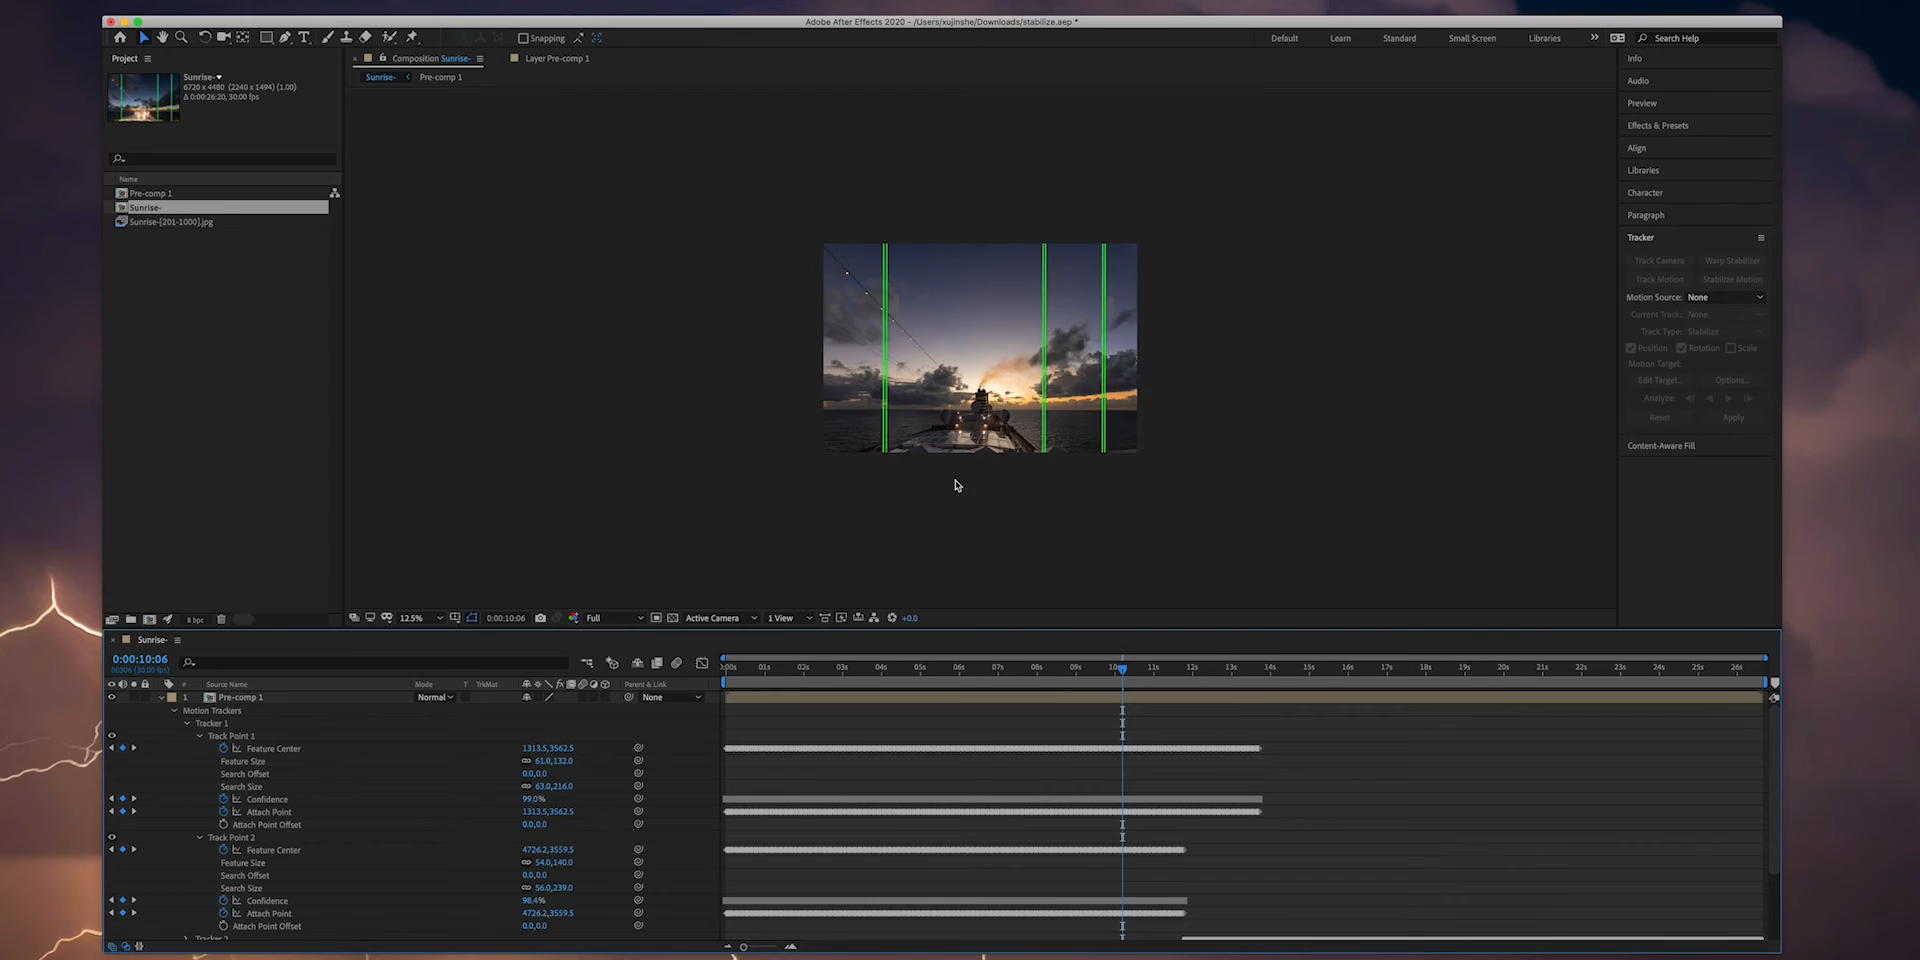 Adobe After Effects 2020 - /Users/xujinshe/Downloads/stabilize.aep *
Snapping
Default
Learn
Standard
Small Screen
Libraries
Search Help
Project
Composition Sunrise-
Layer Pre-comp 1
Sunrise-
Pre-comp 1
Sunrise-
6720 x 4480 (2240 x 1494) (1.00)
Δ 0:00:26:20, 30.00 fps
Name
Pre-comp 1
Sunrise-
Sunrise-[201-1000].jpg
8 bpc
Info
Audio
Preview
Effects & Presets
Align
Libraries
Character
Paragraph
Tracker
Track Camera
Warp Stabilizer
Track Motion
Stabilize Motion
Motion Source: None
Current Track: None
Track Type: Stabilize
Position
Rotation
Scale
Motion Target:
Edit Target...
Options...
Analyze:
Reset
Apply
Content-Aware Fill
12.5%
0:00:10:06
Full
Active Camera
1 View
+0.0
Sunrise-
0:00:10:06
00306 (30.00 fps)
:00s 01s 02s 03s 04s 05s 06s 07s 08s 09s 10s 11s 12s 13s 14s 15s 16s 17s 18s 19s 20s 21s 22s 23s 24s 25s 26s
# Source Name Mode T TrkMat Parent & Link
1 Pre-comp 1 Normal None
Motion Trackers
Tracker 1
Track Point 1
Feature Center 1313.5,3562.5
Feature Size 61.0,132.0
Search Offset 0.0,0.0
Search Size 63.0,216.0
Confidence 99.0%
Attach Point 1313.5,3562.5
Attach Point Offset 0.0,0.0
Track Point 2
Feature Center 4726.2,3559.5
Feature Size 54.0,140.0
Search Offset 0.0,0.0
Search Size 56.0,239.0
Confidence 98.4%
Attach Point 4726.2,3559.5
Attach Point Offset 0.0,0.0
Tracker 2